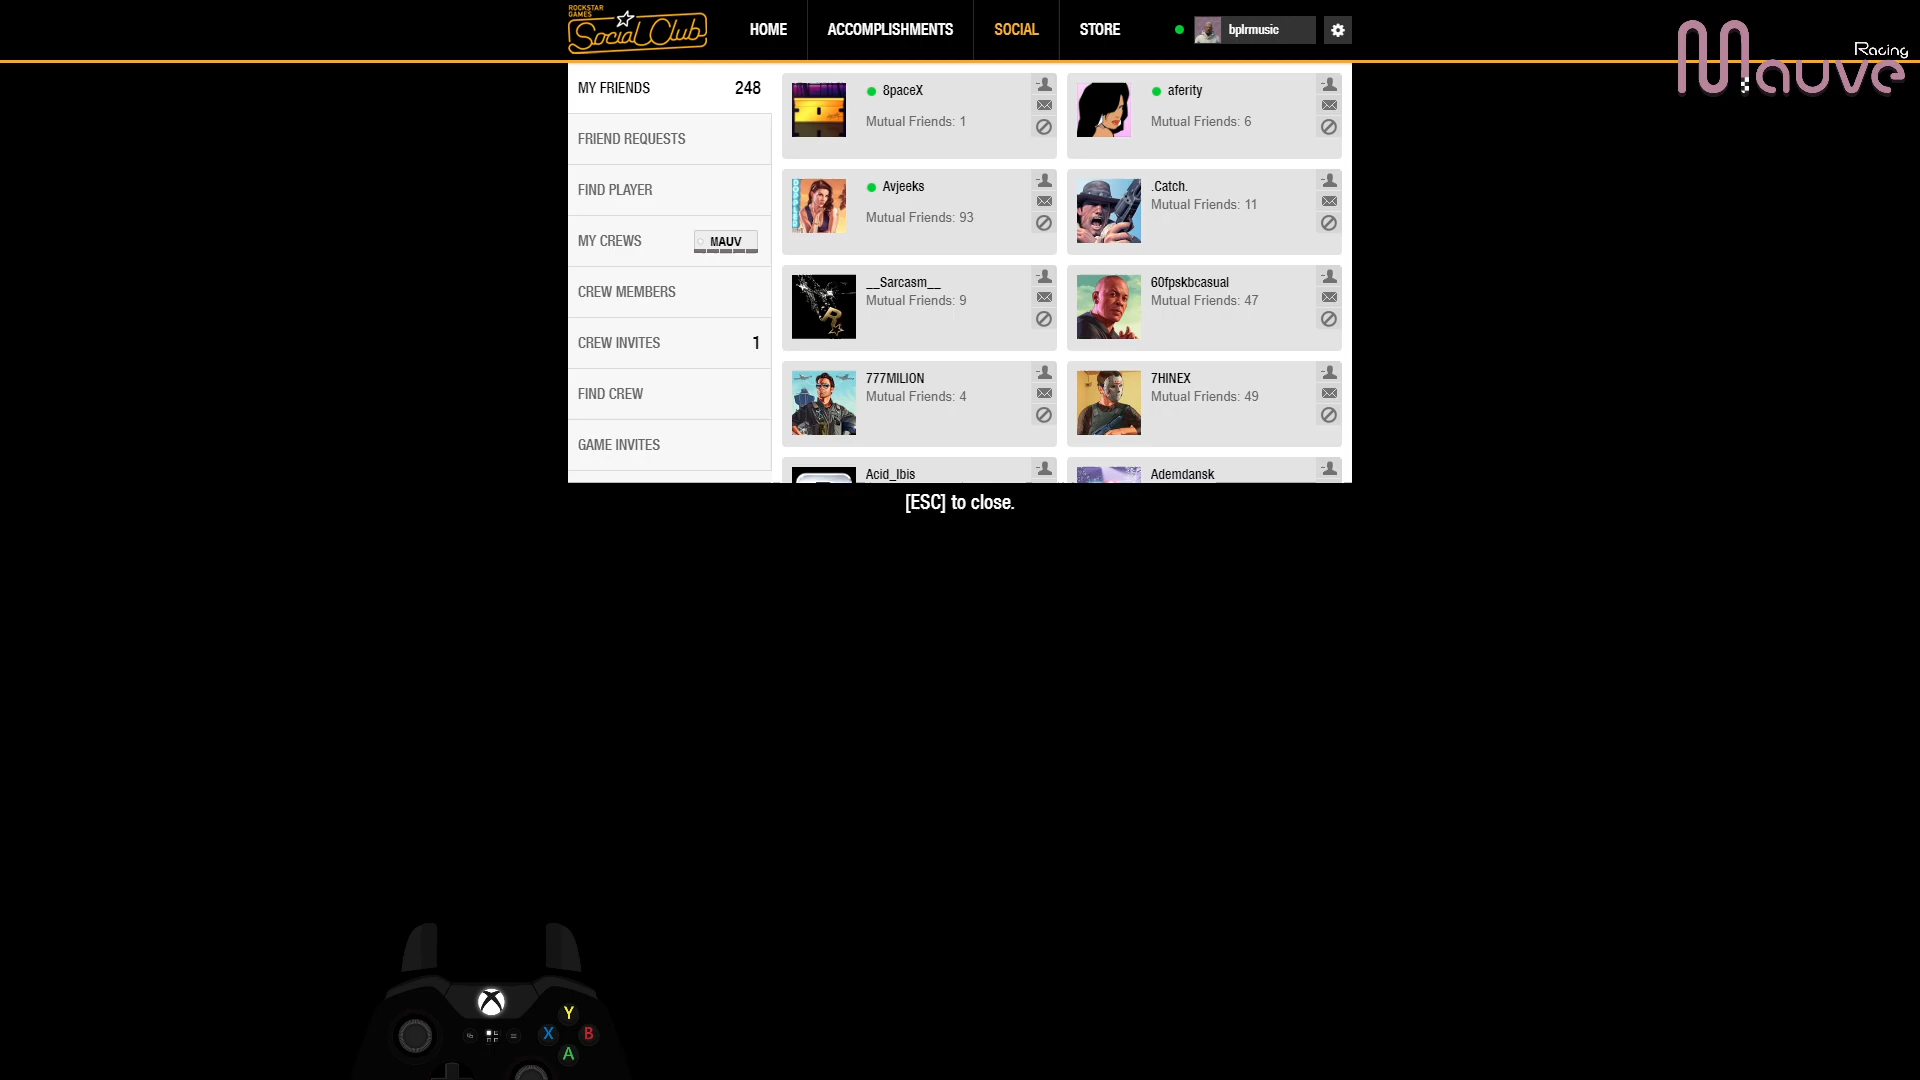 ROCKSTAR
GAMES
Social Club
HOME
ACCOMPLISHMENTS
SOCIAL
STORE
bplrmusic
Racing
Mauve
MY FRIENDS 248
FRIEND REQUESTS
FIND PLAYER
MY CREWS MAUV
CREW MEMBERS
CREW INVITES 1
FIND CREW
GAME INVITES
8paceX
Mutual Friends: 1
aferity
Mutual Friends: 6
Avjeeks
Mutual Friends: 93
.Catch.
Mutual Friends: 11
__Sarcasm__
Mutual Friends: 9
60fpskbcasual
Mutual Friends: 47
777MILION
Mutual Friends: 4
7HINEX
Mutual Friends: 49
Acid_Ibis
Ademdansk
[ESC] to close.
Y
X B
A